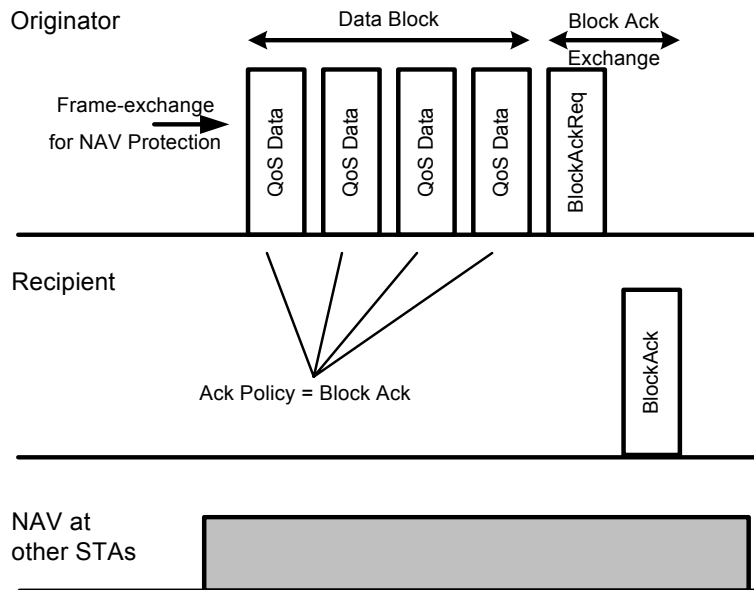 Originator
Data Block
Block Ack
Exchange
Frame-exchange
for NAV Protection
QoS Data
QoS Data
QoS Data
QoS Data
BlockAckReq
Recipient
Ack Policy = Block Ack
BlockAck
NAV at
other STAs